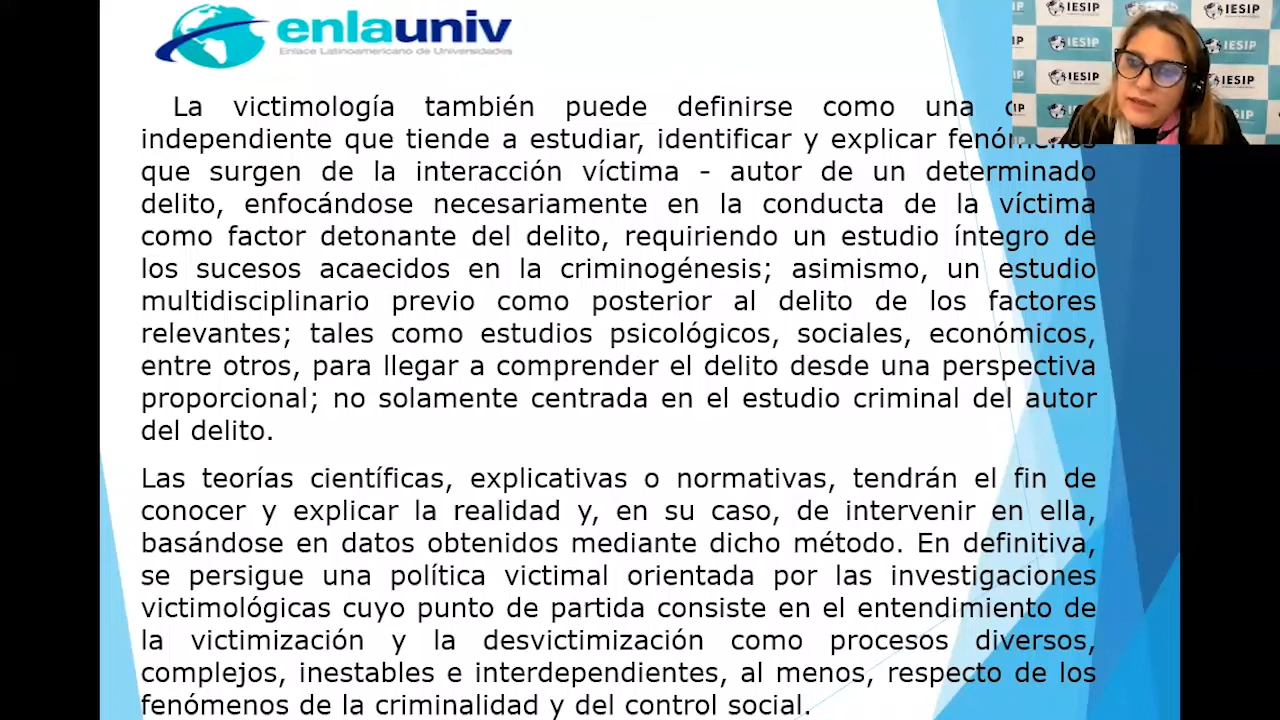 enlauniv
Enlace Latinoamericano de Universidades
La victimología también puede definirse como una
independiente que tiende a estudiar, identificar y explicar fenómenos
que surgen de la interacción víctima - autor de un determinado
delito, enfocándose necesariamente en la conducta de la víctima
como factor detonante del delito, requiriendo un estudio íntegro de
los sucesos acaecidos en la criminogénesis; asimismo, un estudio
multidisciplinario previo como posterior al delito de los factores
relevantes; tales como estudios psicológicos, sociales, económicos,
entre otros, para llegar a comprender el delito desde una perspectiva
proporcional; no solamente centrada en el estudio criminal del autor
del delito.
Las teorías científicas, explicativas o normativas, tendrán el fin de
conocer y explicar la realidad y, en su caso, de intervenir en ella,
basándose en datos obtenidos mediante dicho método. En definitiva,
se persigue una política victimal orientada por las investigaciones
victimológicas cuyo punto de partida consiste en el entendimiento de
la victimización y la desvictimización como procesos diversos,
complejos, inestables e interdependientes, al menos, respecto de los
fenómenos de la criminalidad y del control social.
IESIP
IESIP
IESIP
IESIP
IESIP
IESIP